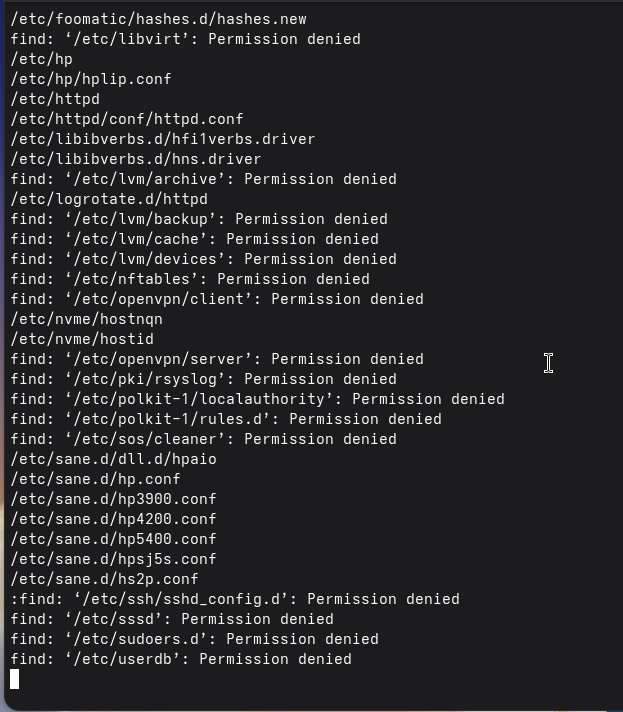 /etc/foomatic/hashes.d/hashes.new
find: ‘/etc/libvirt’: Permission denied
/etc/hp
/etc/hp/hplip.conf
/etc/httpd
/etc/httpd/conf/httpd.conf
/etc/libibverbs.d/hfi1verbs.driver
/etc/libibverbs.d/hns.driver
find: ‘/etc/lvm/archive’: Permission denied
/etc/logrotate.d/httpd
find: ‘/etc/lvm/backup’: Permission denied
find: ‘/etc/lvm/cache’: Permission denied
find: ‘/etc/lvm/devices’: Permission denied
find: ‘/etc/nftables’: Permission denied
find: ‘/etc/openvpn/client’: Permission denied
/etc/nvme/hostnqn
/etc/nvme/hostid
find: ‘/etc/openvpn/server’: Permission denied
find: ‘/etc/pki/rsyslog’: Permission denied
find: ‘/etc/polkit-1/localauthority’: Permission denied
find: ‘/etc/polkit-1/rules.d’: Permission denied
find: ‘/etc/sos/cleaner’: Permission denied
/etc/sane.d/dll.d/hpaio
/etc/sane.d/hp.conf
/etc/sane.d/hp3900.conf
/etc/sane.d/hp4200.conf
/etc/sane.d/hp5400.conf
/etc/sane.d/hpsj5s.conf
/etc/sane.d/hs2p.conf
:find: ‘/etc/ssh/sshd_config.d’: Permission denied
find: ‘/etc/sssd’: Permission denied
find: ‘/etc/sudoers.d’: Permission denied
find: ‘/etc/userdb’: Permission denied